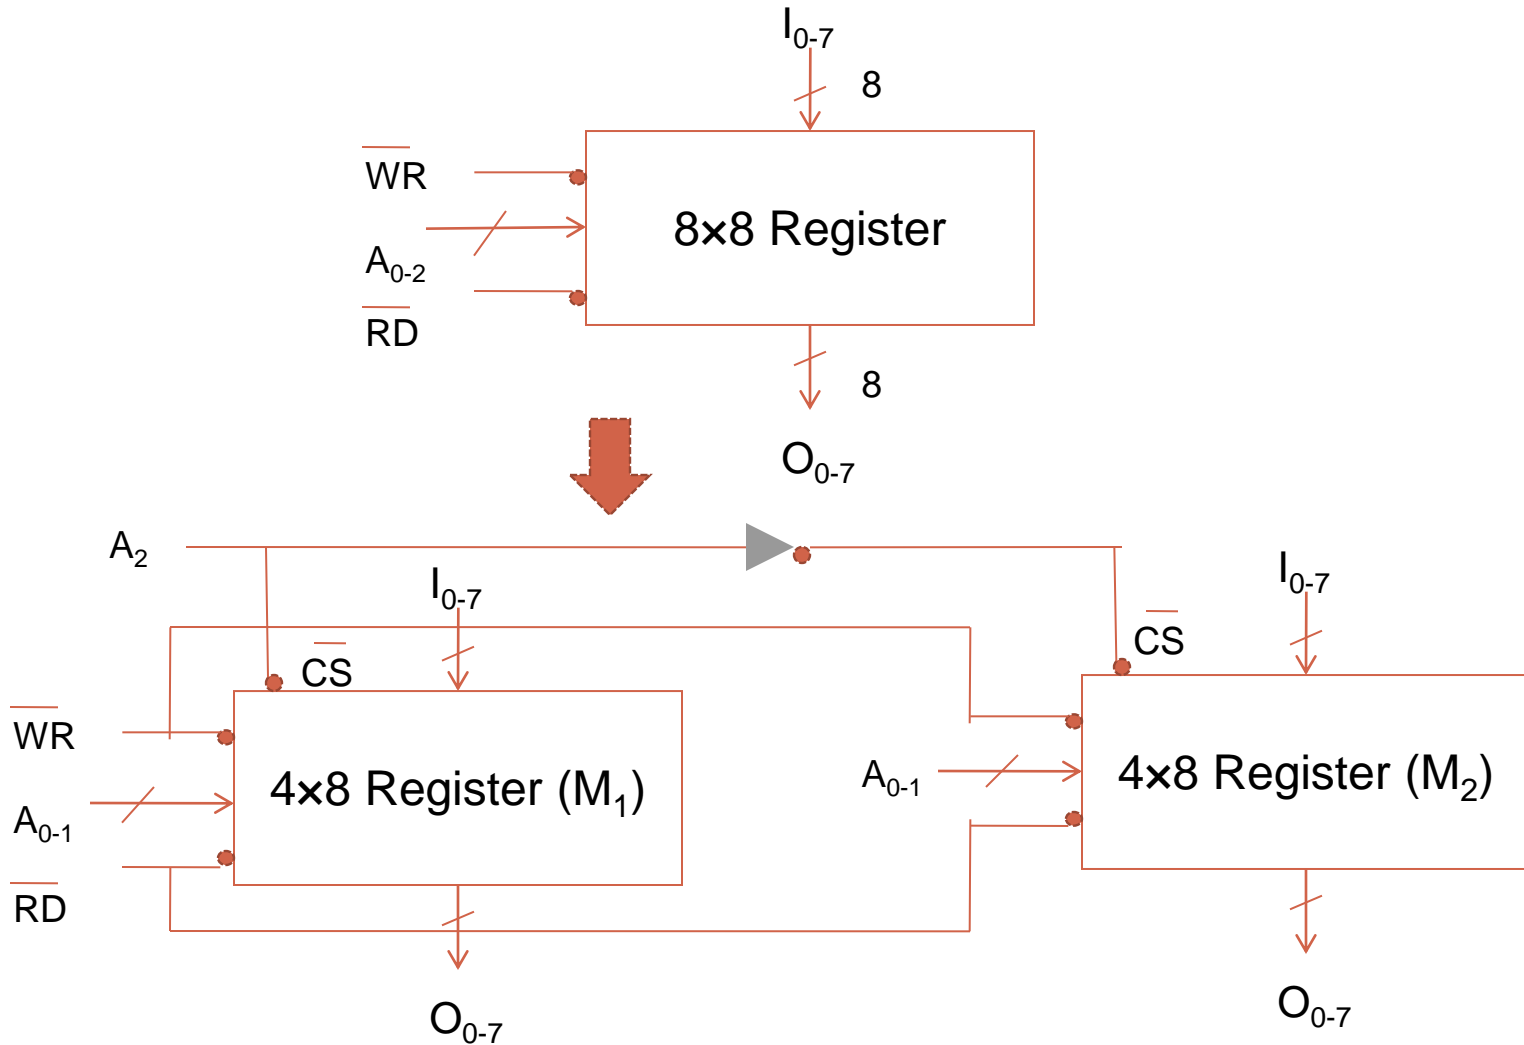 I0-7
8
WR
8×8 Register
A0-2
RD
8
O0-7
A2
I0-7
I0-7
CS
CS
WR
4×8 Register (M1)
A0-1
4×8 Register (M2)
A0-1
RD
O0-7
O0-7